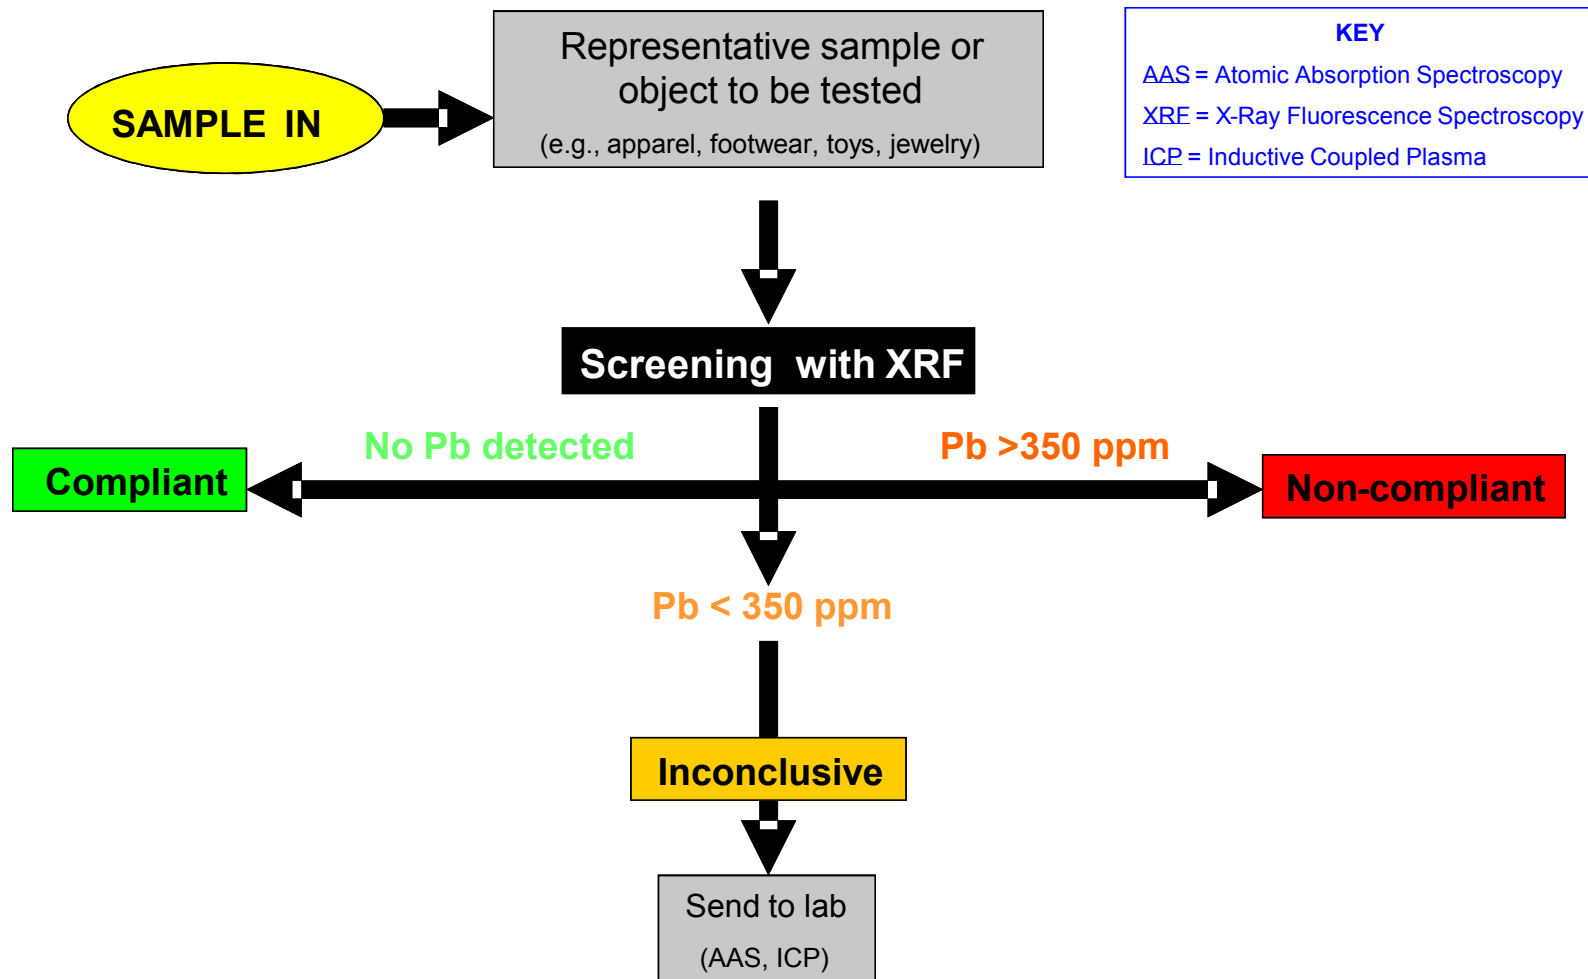 SAMPLE IN
Representative sample or
object to be tested
(e.g., apparel, footwear, toys, jewelry)
KEY
AAS = Atomic Absorption Spectroscopy
XRF = X-Ray Fluorescence Spectroscopy
ICP = Inductive Coupled Plasma
Screening with XRF
No Pb detected
Pb >350 ppm
Compliant
Non-compliant
Pb < 350 ppm
Inconclusive
Send to lab
(AAS, ICP)